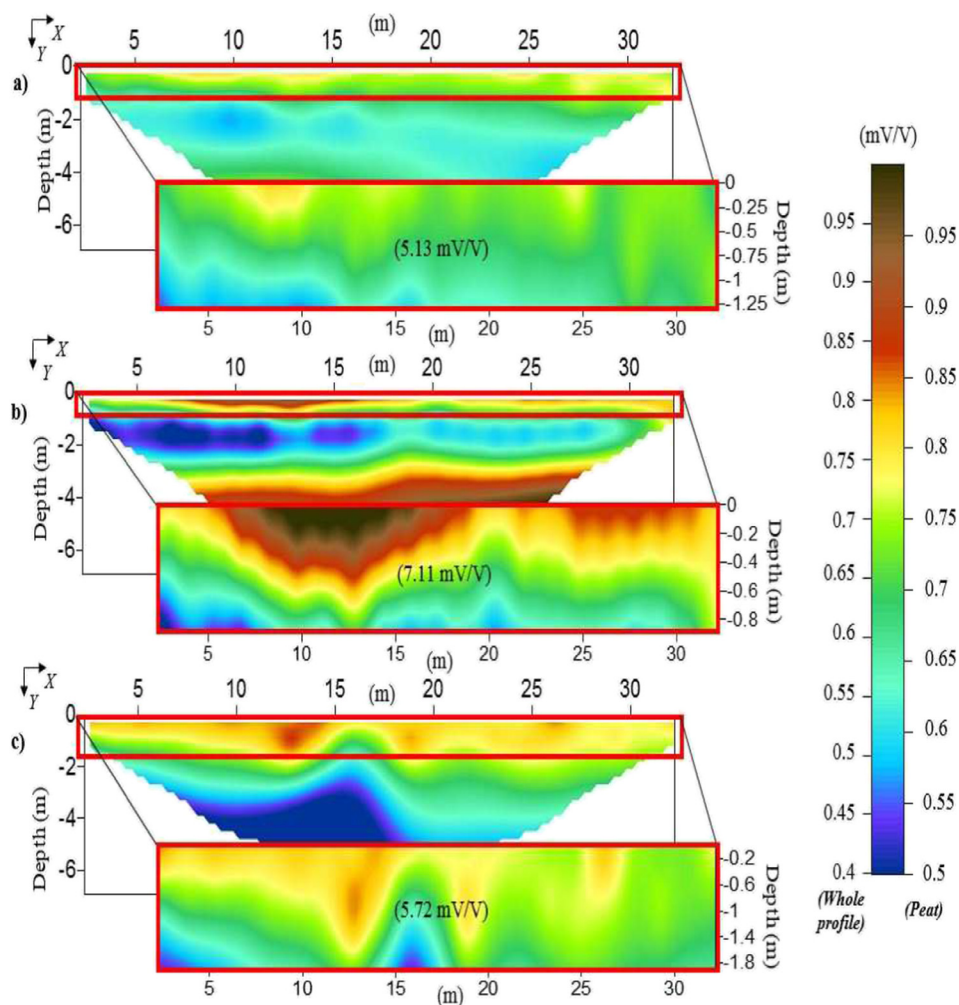 X (m)
Y 5 10 15 20 25 30
a) 0
-2
-4
-6
Depth (m)
0
-0.25
-0.5
-0.75
-1
-1.25
Depth (m)
(5.13 mV/V)
5 10 15 20 25 30
(m)
X (m)
Y 5 10 15 20 25 30
b) 0
-2
-4
-6
Depth (m)
0
-0.2
-0.4
-0.6
-0.8
Depth (m)
(7.11 mV/V)
5 10 15 20 25 30
(m)
X (m)
Y 5 10 15 20 25 30
c) 0
-2
-4
-6
Depth (m)
-0.2
-0.6
-1
-1.4
-1.8
Depth (m)
(5.72 mV/V)
5 10 15 20 25 30
(m)
(mV/V)
0.95 0.95
0.9 0.9
0.85 0.85
0.8 0.8
0.75
0.7 0.75
0.65 0.7
0.6
0.55 0.65
0.5 0.6
0.45 0.55
0.4 0.5
(Whole profile) (Peat)